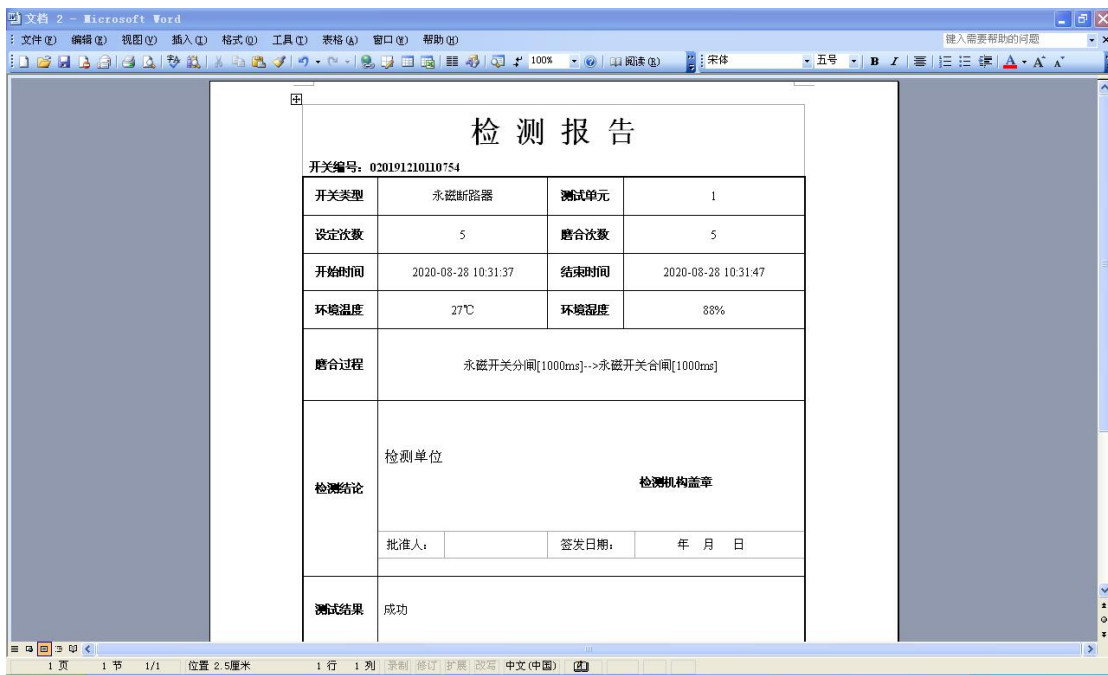 文档 2 - Microsoft Word
文件(F) 编辑(E) 视图(V) 插入(I) 格式(O) 工具(T) 表格(A) 窗口(W) 帮助(H) 键入需要帮助的问题
100% 阅读(R) 宋体 五号 B I A A A
检 测 报 告
开关编号：020191210110754
开关类型 永磁断路器 测试单元 1
设定次数 5 磨合次数 5
开始时间 2020-08-28 10:31:37 结束时间 2020-08-28 10:31:47
环境温度 27℃ 环境湿度 88%
磨合过程 永磁开关分闸[1000ms]-->永磁开关合闸[1000ms]
检测单位
检测机构盖章
检测结论
批准人： 签发日期： 年 月 日
测试结果 成功
1 页 1 节 1/1 位置 2.5厘米 1 行 1 列 录制 修订 扩展 改写 中文(中国)